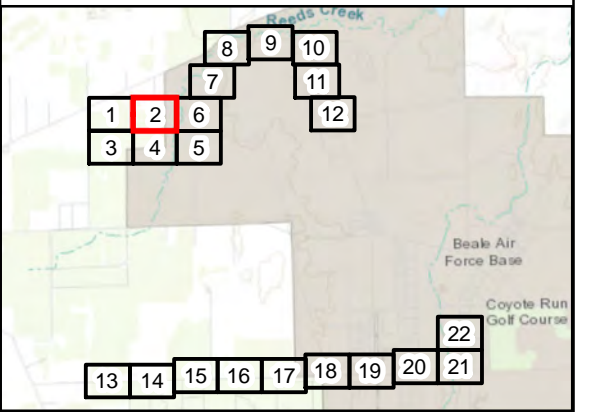 Reeds Creek
8 9 10
7 11
1 2 6 12
3 4 5
Beale Air
Force Base
Coyote Run
Golf Course
22
13 14 15 16 17 18 19 20 21